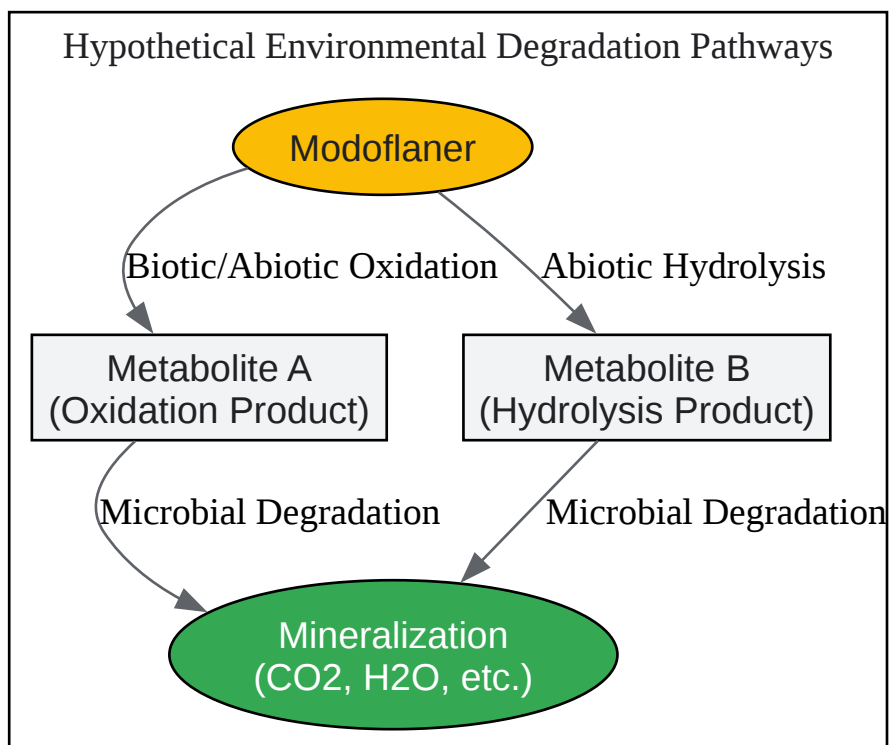 Hypothetical Environmental Degradation Pathways
Modoflaner
Biotic/Abiotic Oxidation
Abiotic Hydrolysis
Metabolite A
(Oxidation Product)
Metabolite B
(Hydrolysis Product)
Microbial Degradation
Microbial Degradation
Mineralization
(CO2, H2O, etc.)